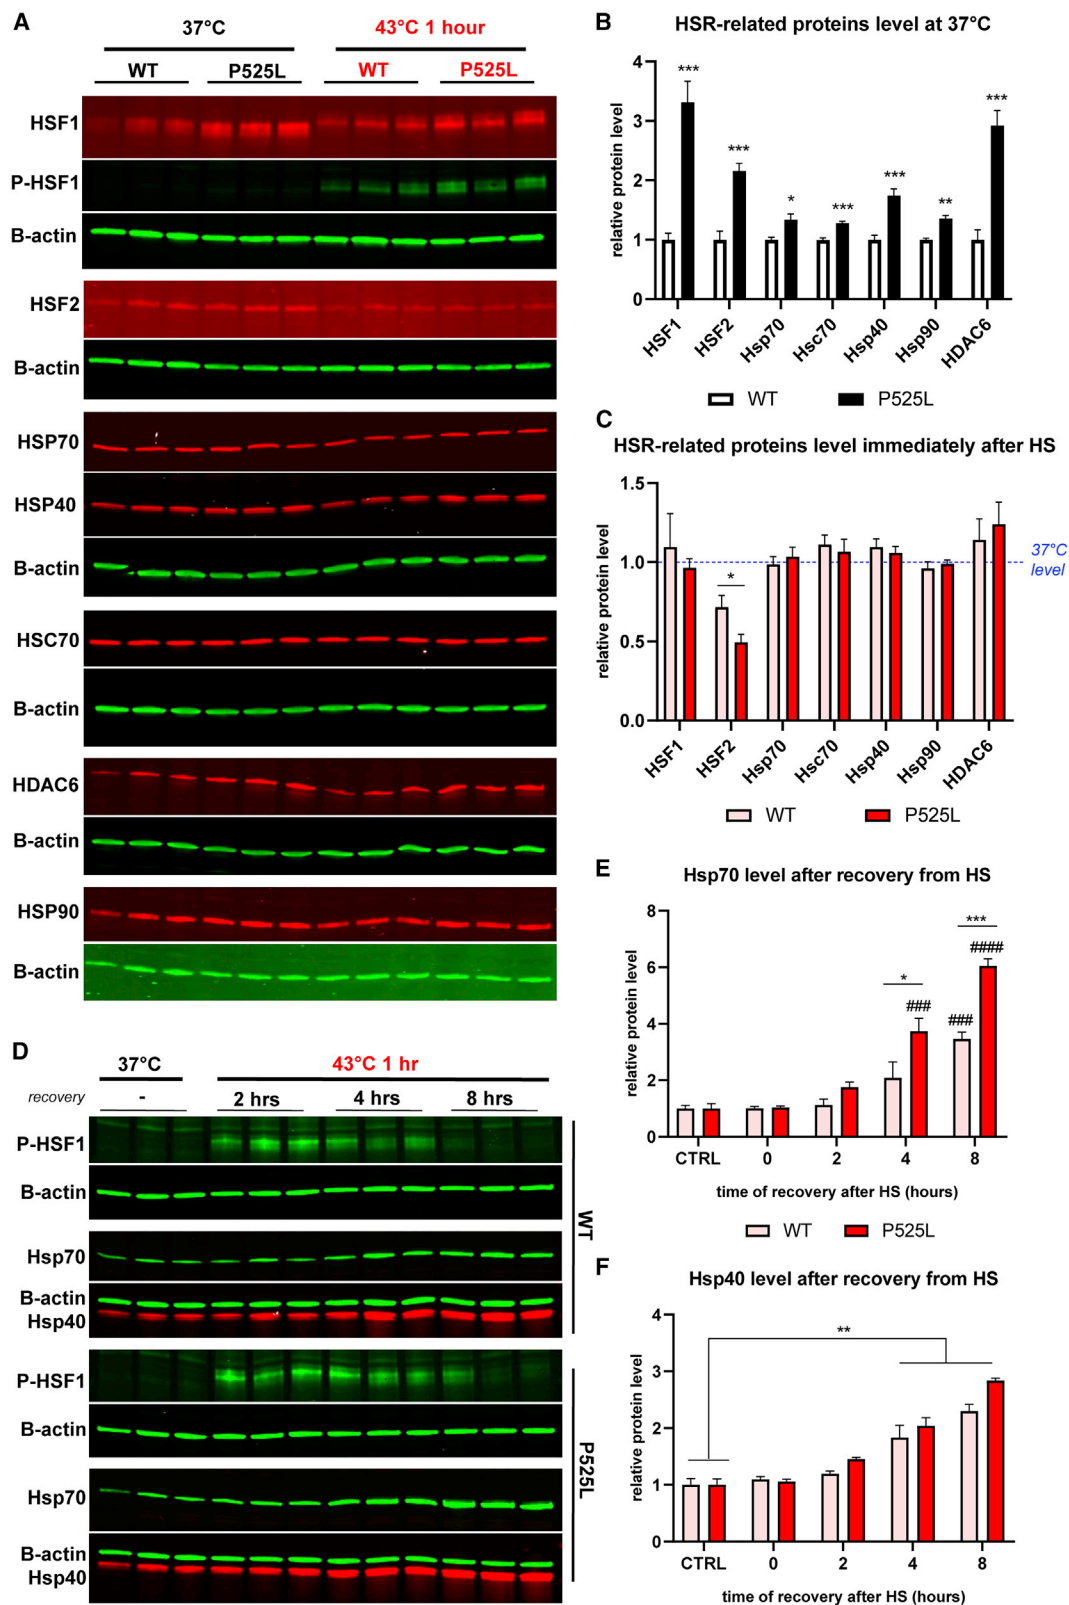 A
37°C
43°C 1 hour
WT
P525L
WT
P525L
HSF1
P-HSF1
B-actin
HSF2
B-actin
HSP70
HSP40
B-actin
HSC70
B-actin
HDAC6
B-actin
HSP90
B-actin
B
HSR-related proteins level at 37°C
relative protein level
4
3
2
1
0
***
***
*
***
***
**
***
HSF1
HSF2
Hsp70
Hsc70
Hsp40
Hsp90
HDAC6
WT
P525L
C
HSR-related proteins level immediately after HS
relative protein level
1.5
1.0
0.5
0.0
*
37°C
level
HSF1
HSF2
Hsp70
Hsc70
Hsp40
Hsp90
HDAC6
WT
P525L
D
37°C
43°C 1 hr
recovery
-
2 hrs
4 hrs
8 hrs
P-HSF1
B-actin
Hsp70
B-actin
Hsp40
WT
P-HSF1
B-actin
Hsp70
B-actin
Hsp40
P525L
E
Hsp70 level after recovery from HS
relative protein level
8
6
4
2
0
*
###
###
***
####
CTRL
0
2
4
8
time of recovery after HS (hours)
WT
P525L
F
Hsp40 level after recovery from HS
relative protein level
4
3
2
1
0
**
CTRL
0
2
4
8
time of recovery after HS (hours)